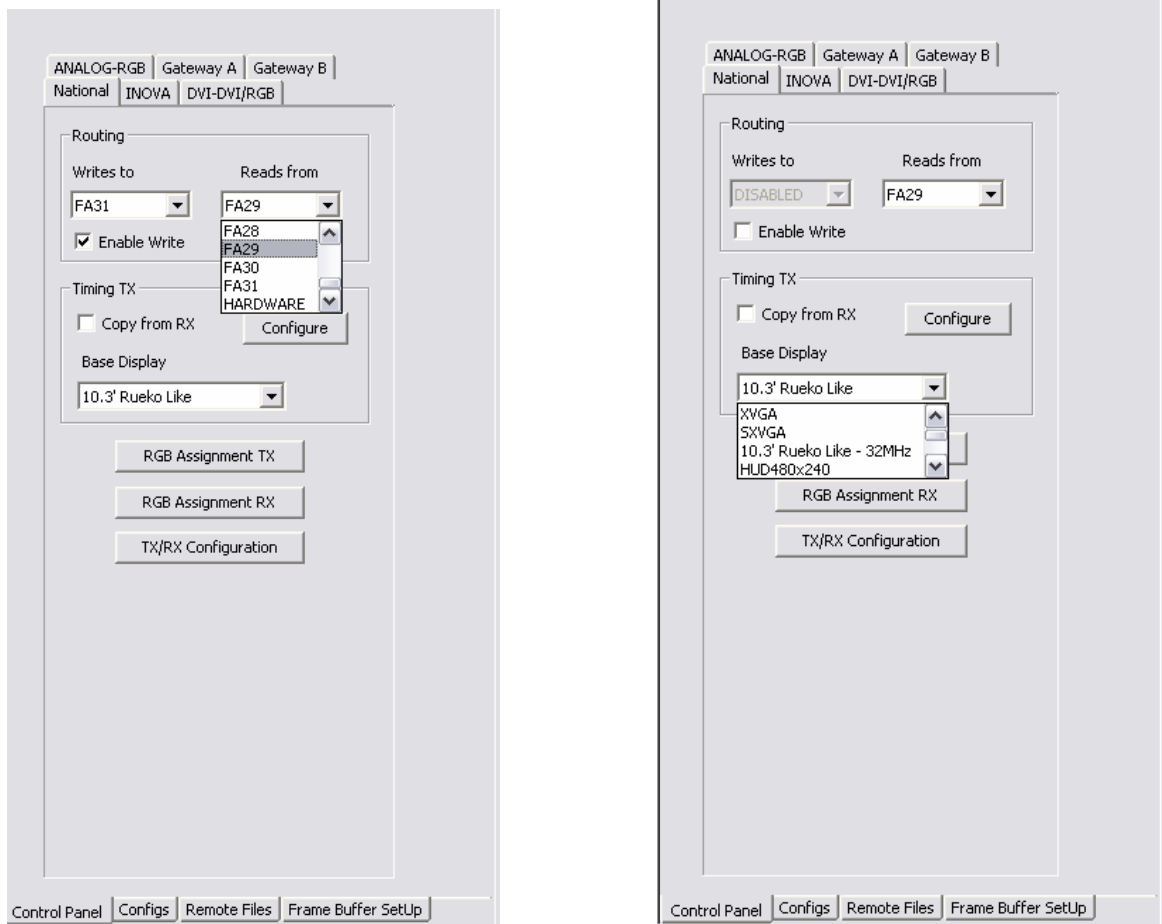 ANALOG-RGB Gateway A Gateway B
National INOVA DVI-DVI/RGB
Routing
Writes to Reads from
FA31 FA29
Enable Write
FA28
FA29
FA30
FA31
HARDWARE
Timing TX
Copy from RX Configure
Base Display
10.3' Rueko Like
RGB Assignment TX
RGB Assignment RX
TX/RX Configuration
Control Panel Configs Remote Files Frame Buffer SetUp
ANALOG-RGB Gateway A Gateway B
National INOVA DVI-DVI/RGB
Routing
Writes to Reads from
DISABLED FA29
Enable Write
Timing TX
Copy from RX Configure
Base Display
10.3' Rueko Like
XVGA
SXVGA
10.3' Rueko Like - 32MHz
HUD480x240
RGB Assignment RX
TX/RX Configuration
Control Panel Configs Remote Files Frame Buffer SetUp